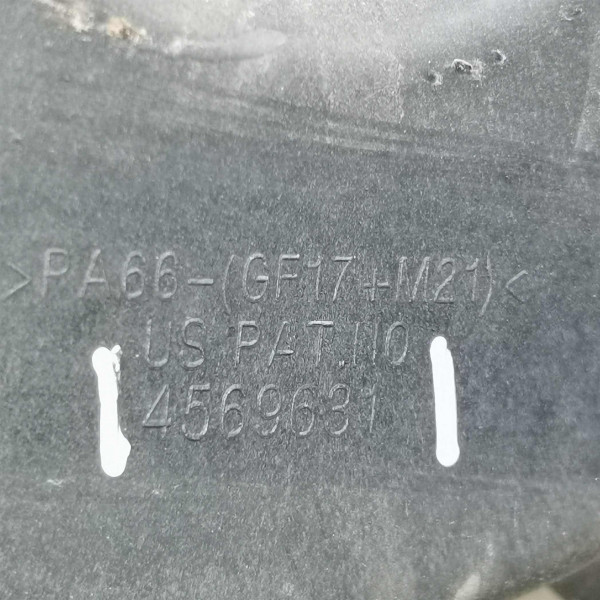 >PA66-(GF17+M21)<
US PAT.NO
4569631